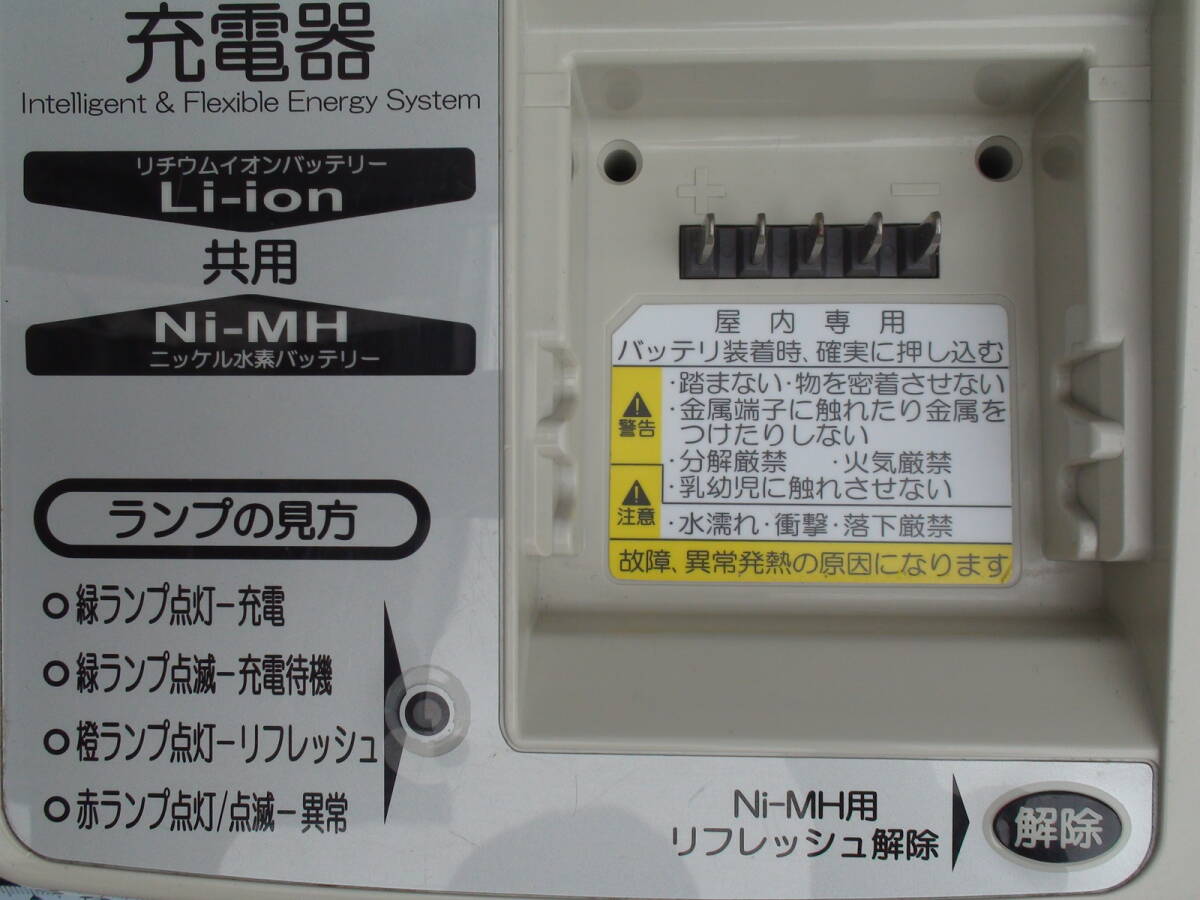 充電器
Intelligent & Flexible Energy System
リチウムイオンバッテリー
Li-ion
共用
Ni-MH
ニッケル水素バッテリー
ランプの見方
緑ランプ点灯−充電
緑ランプ点滅−充電待機
橙ランプ点灯−リフレッシュ
赤ランプ点灯/点滅−異常
+ −
屋内専用
バッテリ装着時、確実に押し込む
警告
・踏まない・物を密着させない
・金属端子に触れたり金属を
つけたりしない
・分解厳禁 ・火気厳禁
・乳幼児に触れさせない
注意
・水濡れ・衝撃・落下厳禁
故障、異常発熱の原因になります
Ni-MH用
リフレッシュ解除
解除